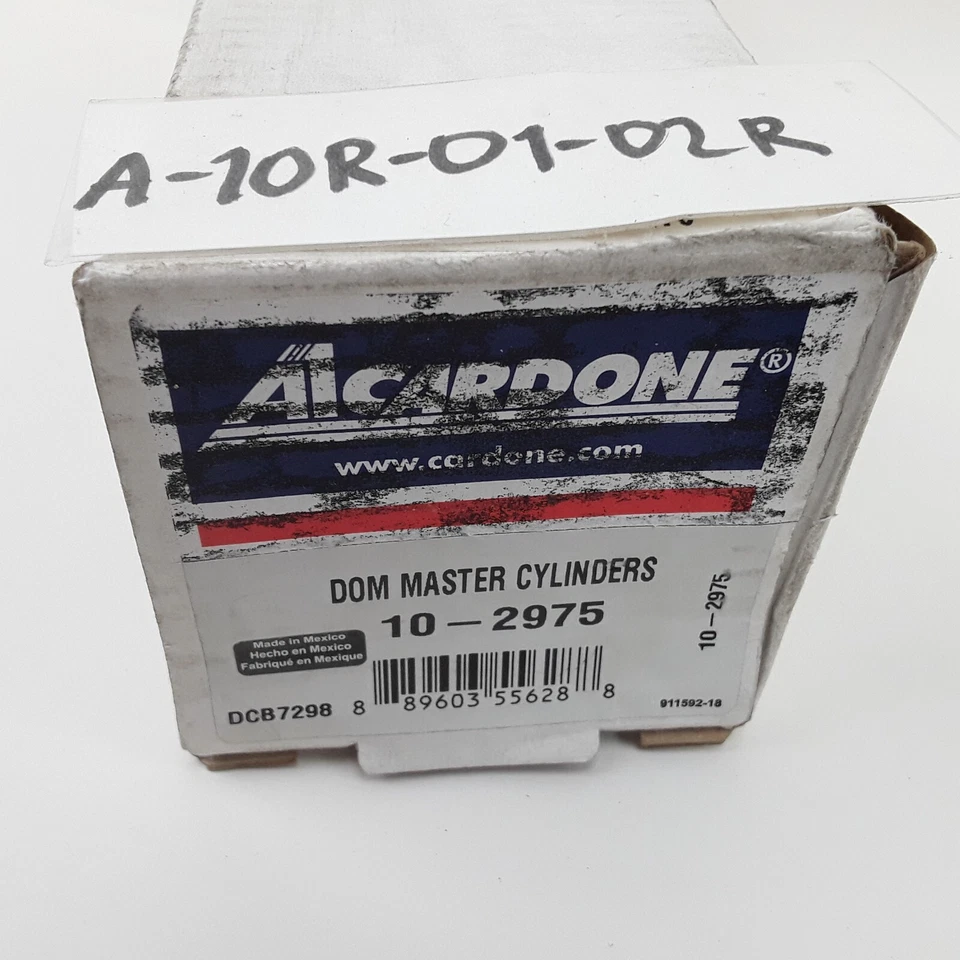 A-10R-01-02R
A1CARDONE®
www.cardone.com
DOM MASTER CYLINDERS
10-2975
10-2975
Made in Mexico
Hecho en Mexico
Fabriqué en Mexique
DCB7298
8 89603 55628 8
911592-18